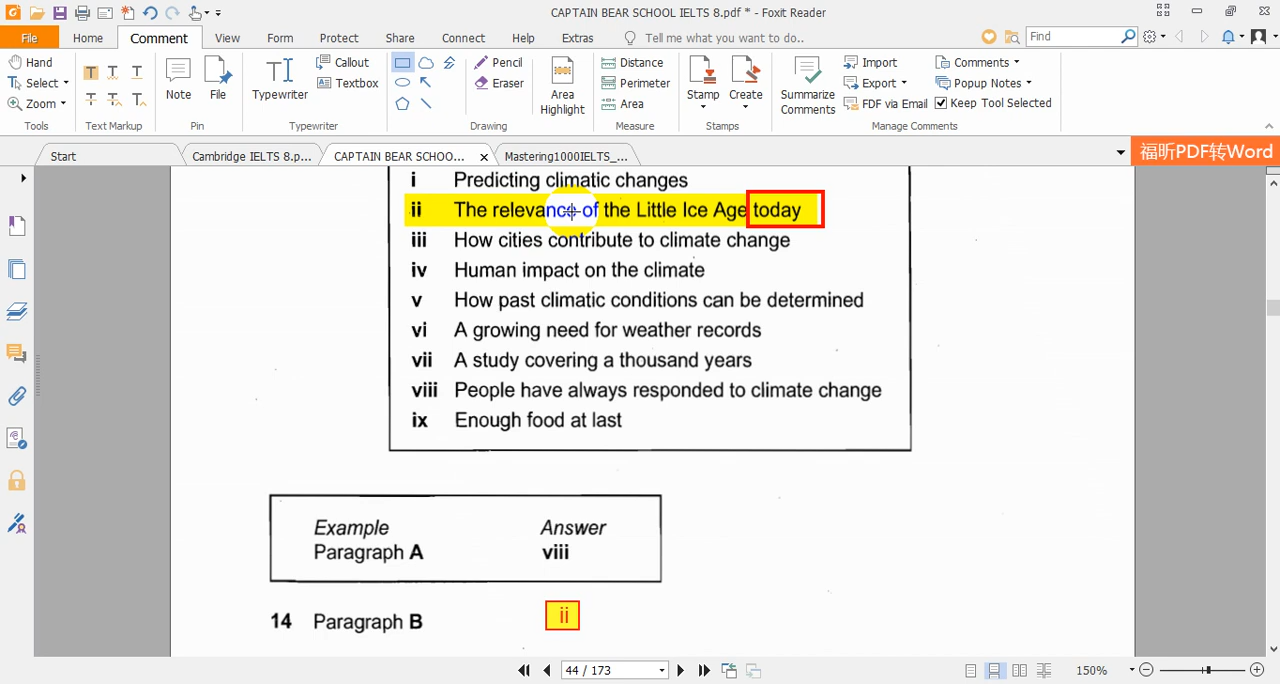 CAPTAIN BEAR SCHOOL IELTS 8.pdf * - Foxit Reader
File Home Comment View Form Protect Share Connect Help Extras Tell me what you want to do.. Find
Hand
Select
Zoom
Tools
Text Markup
Note
File
Pin
Typewriter
Callout
Textbox
Typewriter
Pencil
Eraser
Drawing
Area
Highlight
Distance
Perimeter
Area
Measure
Stamp
Create
Stamps
Summarize
Comments
Import
Export
FDF via Email
Comments
Popup Notes
Keep Tool Selected
Manage Comments
Start Cambridge IELTS 8.p... CAPTAIN BEAR SCHOO... Mastering1000IELTS_... 福昕PDF转Word
i Predicting climatic changes
ii The relevance of the Little Ice Age today
iii How cities contribute to climate change
iv Human impact on the climate
v How past climatic conditions can be determined
vi A growing need for weather records
vii A study covering a thousand years
viii People have always responded to climate change
ix Enough food at last
Example Answer
Paragraph A viii
14 Paragraph B ii
44 / 173 150%